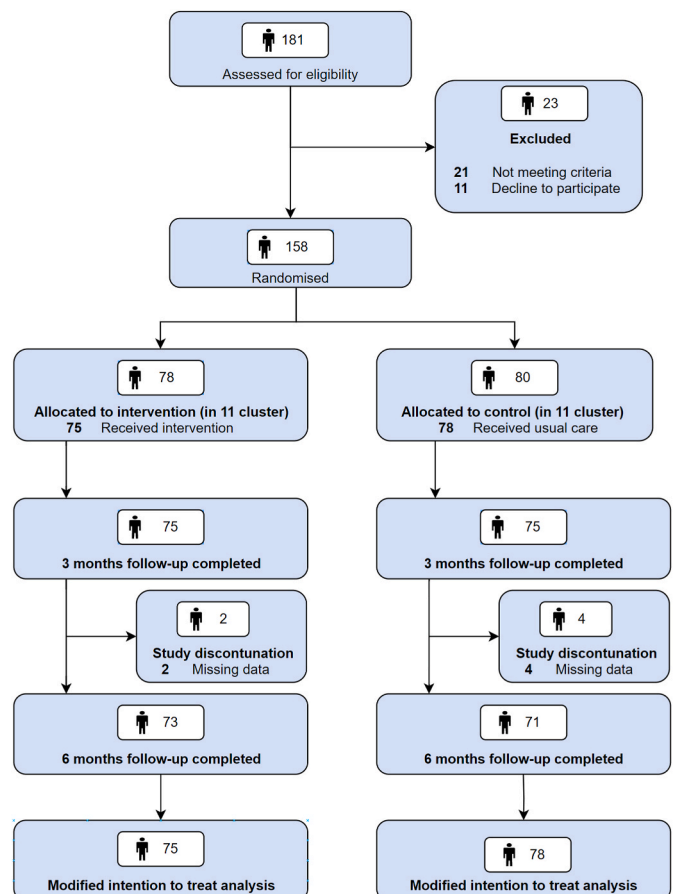 181
Assessed for eligibility
23
Excluded
21 Not meeting criteria
11 Decline to participate
158
Randomised
78
Allocated to intervention (in 11 cluster)
75 Received intervention
80
Allocated to control (in 11 cluster)
78 Received usual care
75
3 months follow-up completed
75
3 months follow-up completed
2
Study discontunation
2 Missing data
4
Study discontunation
4 Missing data
73
6 months follow-up completed
71
6 months follow-up completed
75
Modified intention to treat analysis
78
Modified intention to treat analysis